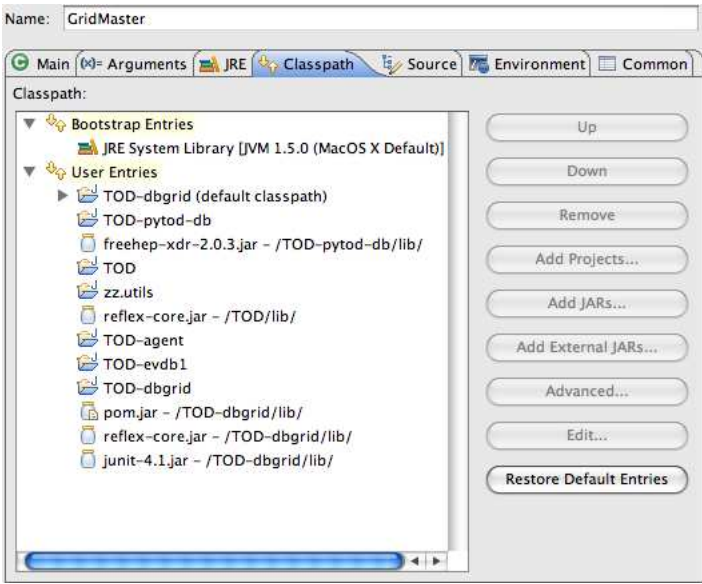 Name: GridMaster
Main (x)= Arguments JRE Classpath Source Environment Common
Classpath:
Bootstrap Entries
JRE System Library [JVM 1.5.0 (MacOS X Default)]
User Entries
TOD-dbgrid (default classpath)
TOD-pytod-db
freehep-xdr-2.0.3.jar - /TOD-pytod-db/lib/
TOD
zz.utils
reflex-core.jar - /TOD/lib/
TOD-agent
TOD-evdb1
TOD-dbgrid
pom.jar - /TOD-dbgrid/lib/
reflex-core.jar - /TOD-dbgrid/lib/
junit-4.1.jar - /TOD-dbgrid/lib/
Up
Down
Remove
Add Projects...
Add JARs...
Add External JARs...
Advanced...
Edit...
Restore Default Entries